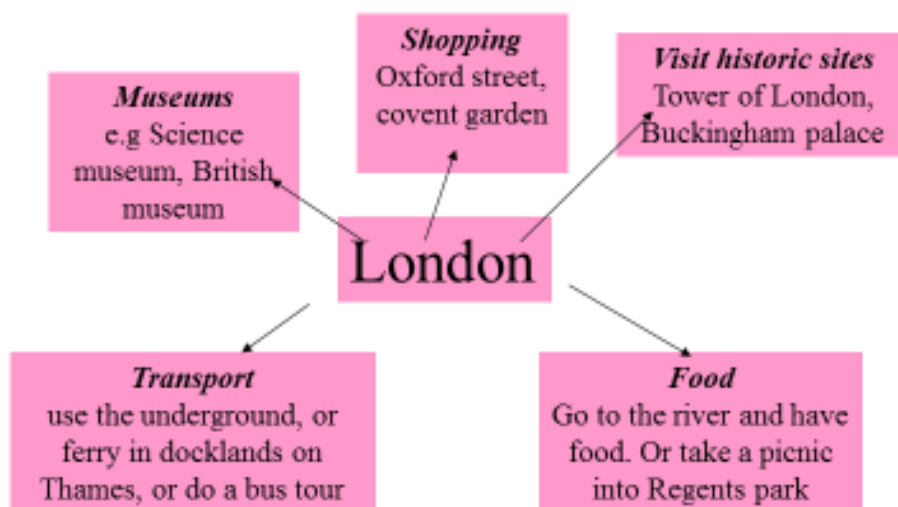 Museums
e.g Science
museum, British
museum
Shopping
Oxford street,
covent garden
Visit historic sites
Tower of London,
Buckingham palace
London
Transport
use the underground, or
ferry in docklands on
Thames, or do a bus tour
Food
Go to the river and have
food. Or take a picnic
into Regents park